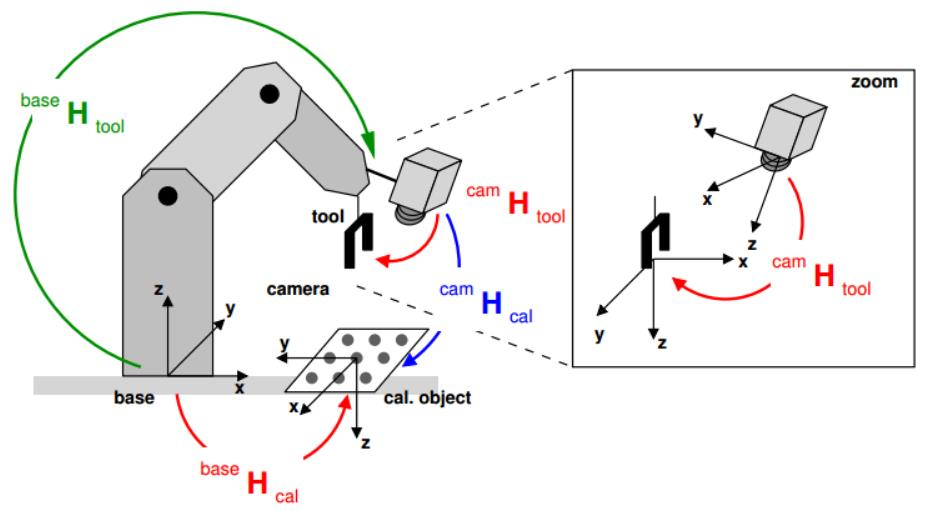 zoom
base H tool
y
x
z
cam H tool
tool
x
cam H tool
y
z
camera
cam H cal
z
y
x
base
y
x
z
cal. object
base H cal